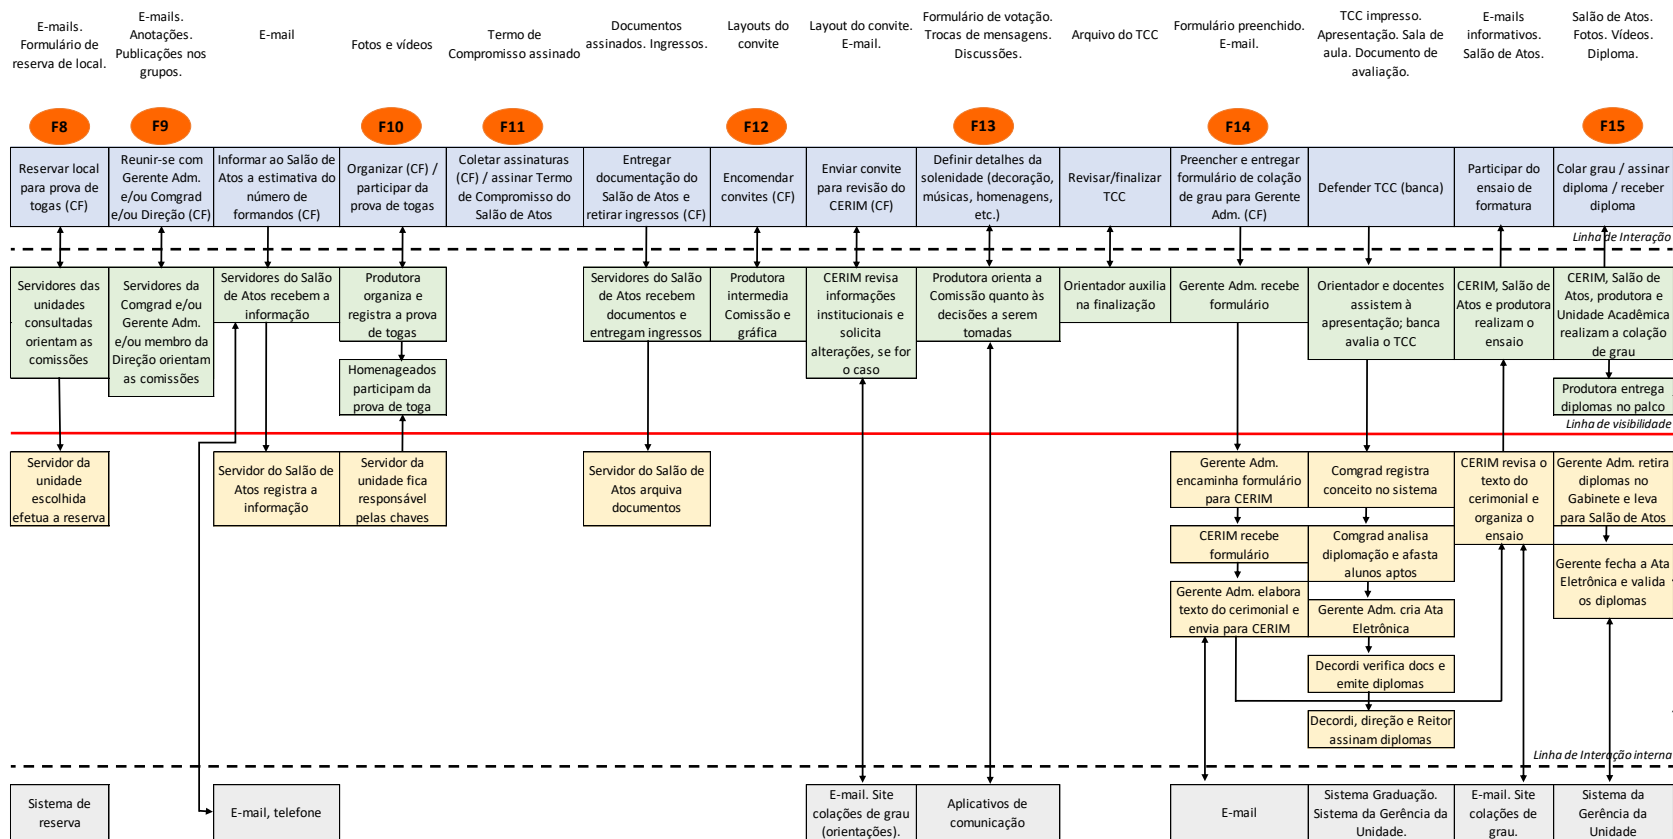 E-mails.
Formulário de
reserva de local.
E-mails.
Anotações.
Publicações nos
grupos.
E-mail
Fotos e vídeos
Termo de
Compromisso assinado
Documentos
assinados. Ingressos.
Layouts do
convite
Layout do convite.
E-mail.
Formulário de votação.
Trocas de mensagens.
Discussões.
Arquivo do TCC
Formulário preenchido.
E-mail.
TCC impresso.
Apresentação. Sala de
aula. Documento de
avaliação.
E-mails
informativos.
Salão de Atos.
Salão de Atos.
Fotos. Vídeos.
Diploma.
F8
F9
F10
F11
F12
F13
F14
F15
Reservar local
para prova de
togas (CF)
Reunir-se com
Gerente Adm.
e/ou Comgrad
e/ou Direção (CF)
Informar ao Salão de
Atos a estimativa do
número de
formandos (CF)
Organizar (CF) /
participar da
prova de togas
Coletar assinaturas
(CF) / assinar Termo
de Compromisso do
Salão de Atos
Entregar
documentação do
Salão de Atos e
retirar ingressos (CF)
Encomendar
convites (CF)
Enviar convite
para revisão do
CERIM (CF)
Definir detalhes da
solenidade (decoração,
músicas, homenagens,
etc.)
Revisar/finalizar
TCC
Preencher e entregar
formulário de colação
de grau para Gerente
Adm. (CF)
Defender TCC (banca)
Participar do
ensaio de
formatura
Colar grau / assinar
diploma / receber
diploma
Linha de Interação
Servidores das
unidades
consultadas
orientam as
comissões
Servidores da
Comgrad e/ou
Gerente Adm.
e/ou membro da
Direção orientam
as comissões
Servidores do Salão
de Atos recebem a
informação
Produtora
organiza e
registra a prova
de togas
Homenageados
participam da
prova de toga
Servidores do Salão
de Atos recebem
documentos e
entregam ingressos
Produtora
intermedia
Comissão e
gráfica
CERIM revisa
informações
institucionais e
solicita
alterações, se for
o caso
Produtora orienta a
Comissão quanto às
decisões a serem
tomadas
Orientador auxilia
na finalização
Gerente Adm. recebe
formulário
Orientador e docentes
assistem à
apresentação; banca
avalia o TCC
CERIM, Salão de
Atos e produtora
realizam o
ensaio
CERIM, Salão de
Atos, produtora e
Unidade Acadêmica
realizam a colação
de grau
Produtora entrega
diplomas no palco
Linha de visibilidade
Servidor da
unidade
escolhida
efetua a reserva
Servidor do Salão de
Atos registra a
informação
Servidor da
unidade fica
responsável
pelas chaves
Servidor do Salão de
Atos arquiva
documentos
Gerente Adm.
encaminha formulário
para CERIM
CERIM recebe
formulário
Gerente Adm. elabora
texto do cerimonial e
envia para CERIM
Comgrad registra
conceito no sistema
Comgrad analisa
diplomação e afasta
alunos aptos
Gerente Adm. cria Ata
Eletrônica
Decordi verifica docs e
emite diplomas
Decordi, direção e Reitor
assinam diplomas
CERIM revisa o
texto do
cerimonial e
organiza o
ensaio
Gerente Adm. retira
diplomas no
Gabinete e leva
para Salão de Atos
Gerente fecha a Ata
Eletrônica e valida
os diplomas
Linha de Interação interna
Sistema de
reserva
E-mail, telefone
E-mail. Site
colações de grau
(orientações).
Aplicativos de
comunicação
E-mail
Sistema Graduação.
Sistema da Gerência da
Unidade.
E-mail. Site
colações de
grau.
Sistema da
Gerência da
Unidade